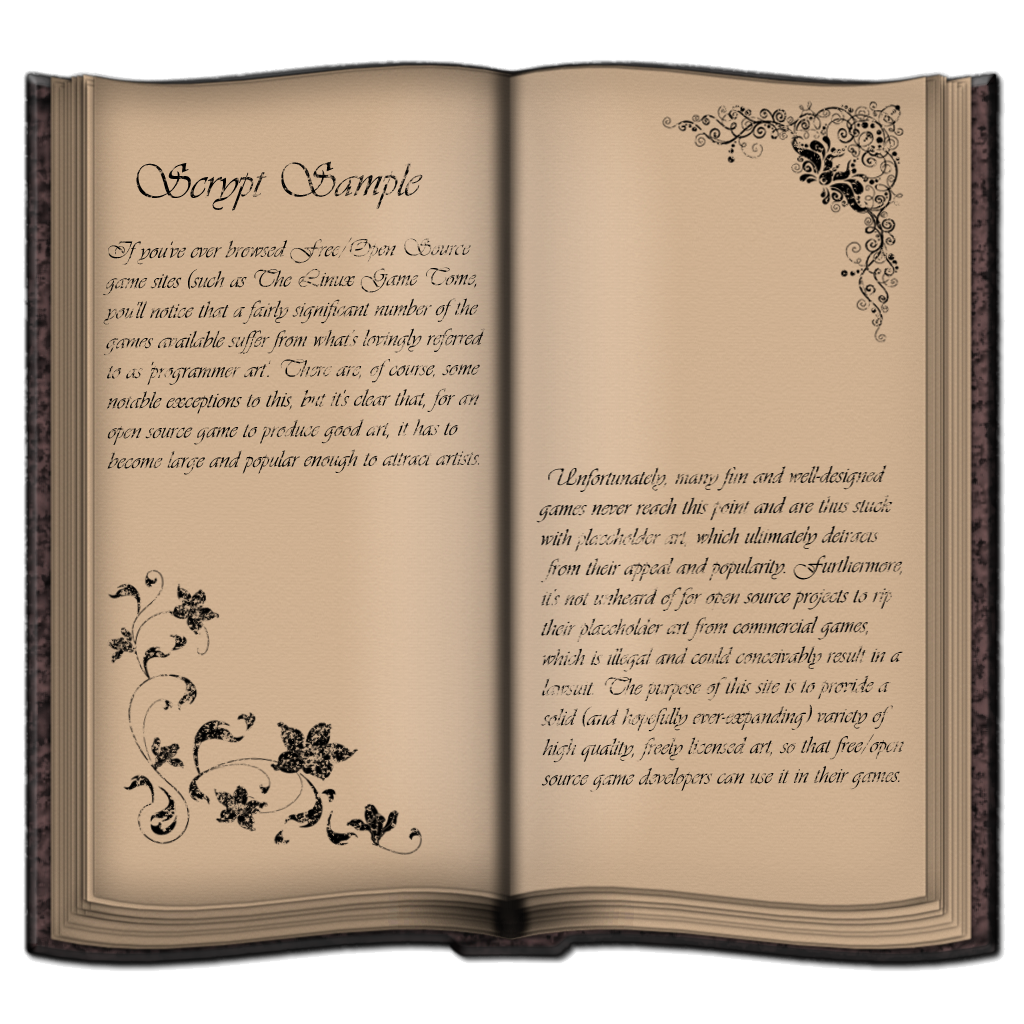 Scrypt Sample
If you've ever browsed Free/Open Source
game sites (such as The Linux Game Tome,
you'll notice that a fairly significant number of the
games available suffer from what's lovingly referred
to as 'programmer art'. There are, of course, some
notable exceptions to this, but it's clear that, for an
open source game to produce good art, it has to
become large and popular enough to attract artists.
Unfortunately, many fun and well-designed
games never reach this point and are thus stuck
with placeholder art, which ultimately detracts
from their appeal and popularity. Furthermore,
it's not unheard of for open source projects to rip
their placeholder art from commercial games,
which is illegal and could conceivably result in a
lawsuit. The purpose of this site is to provide a
solid (and hopefully ever-expanding) variety of
high quality, freely licensed art, so that free/open
source game developers can use it in their games.